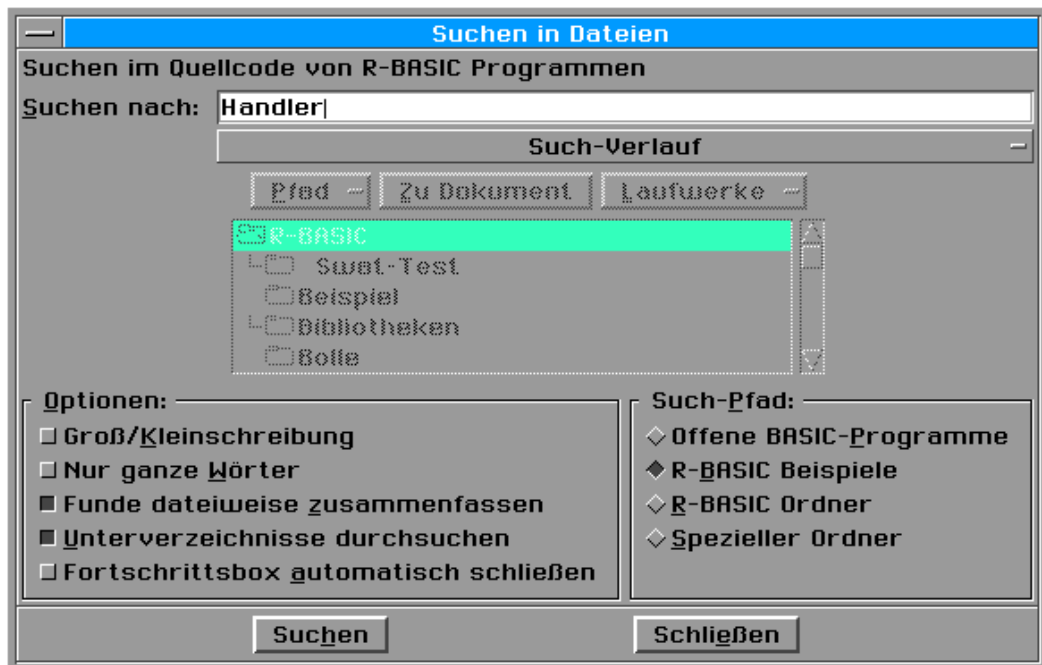 Suchen in Dateien
Suchen im Quellcode von R-BASIC Programmen
Suchen nach: Handler
Such-Verlauf
Pfad Zu Dokument Laufwerke
R-BASIC
Swat-Test
Beispiel
Bibliotheken
Bolle
Optionen:
Groß/Kleinschreibung
Nur ganze Wörter
Funde dateiweise zusammenfassen
Unterverzeichnisse durchsuchen
Fortschrittsbox automatisch schließen
Such-Pfad:
Offene BASIC-Programme
R-BASIC Beispiele
R-BASIC Ordner
Spezieller Ordner
Suchen Schließen